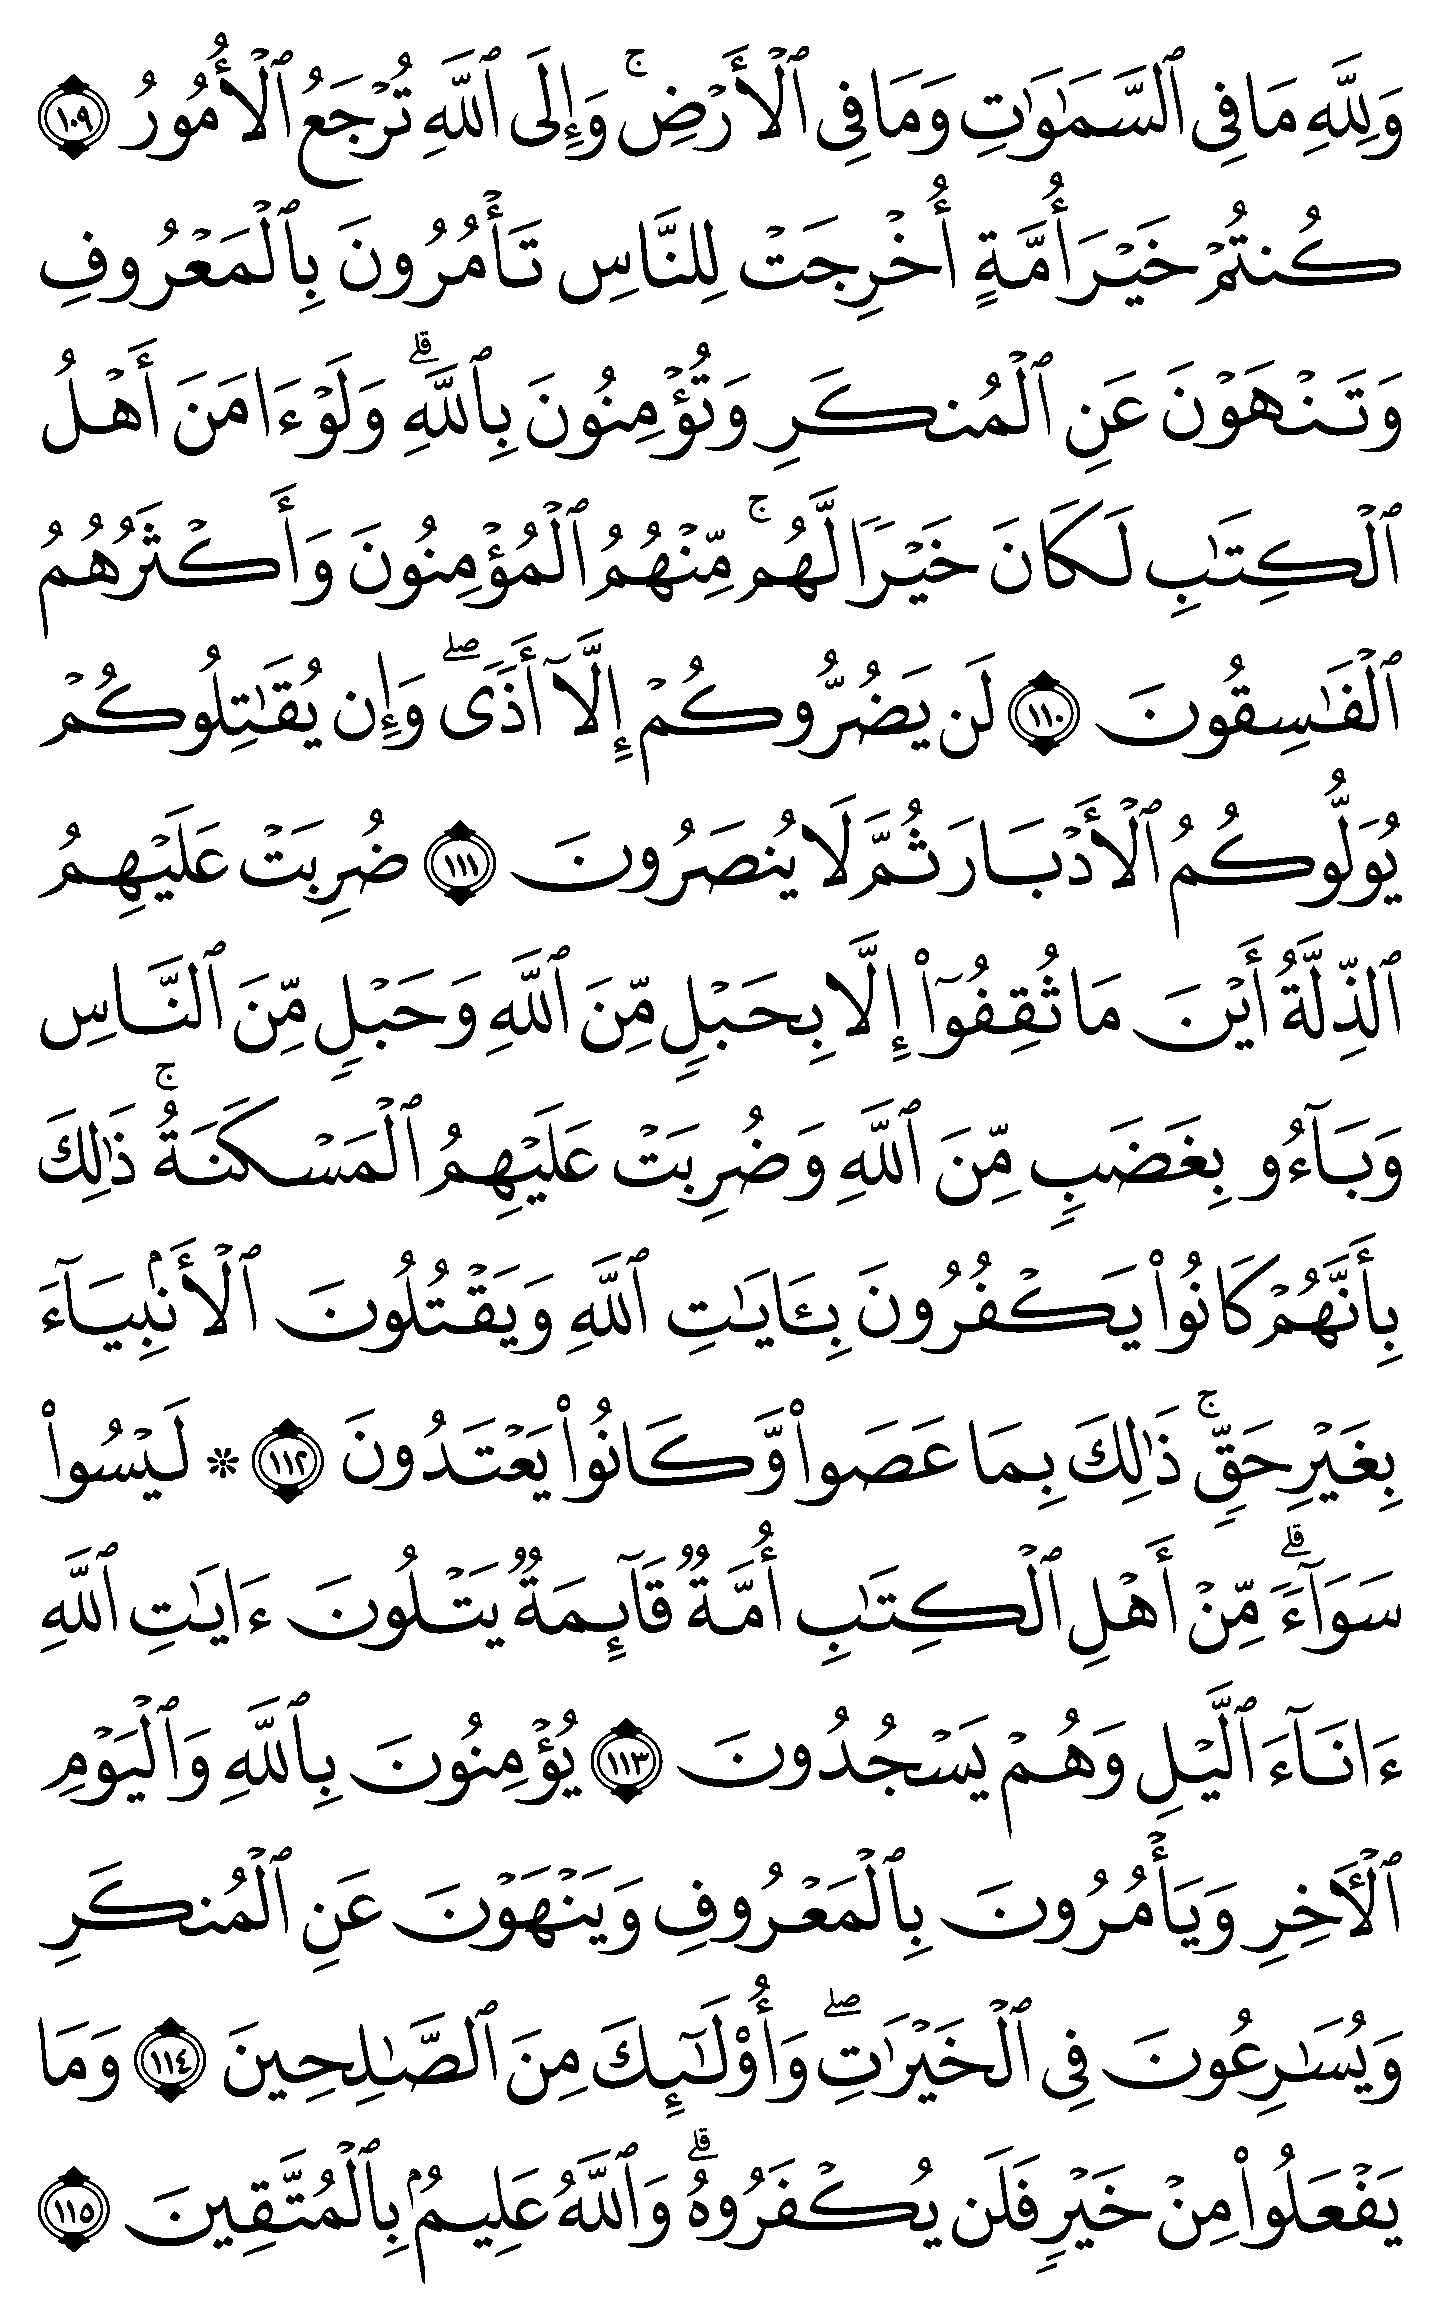 وَلِلَّهِ مَا فِى ٱلسَّمَٰوَٰتِ وَمَا فِى ٱلْأَرْضِ ۚ وَإِلَى ٱللَّهِ تُرْجَعُ ٱلْأُمُورُ ١٠٩
كُنتُمْ خَيْرَ أُمَّةٍ أُخْرِجَتْ لِلنَّاسِ تَأْمُرُونَ بِٱلْمَعْرُوفِ
وَتَنْهَوْنَ عَنِ ٱلْمُنكَرِ وَتُؤْمِنُونَ بِٱللَّهِ ۗ وَلَوْ ءَامَنَ أَهْلُ
ٱلْكِتَٰبِ لَكَانَ خَيْرًا لَّهُم ۚ مِّنْهُمُ ٱلْمُؤْمِنُونَ وَأَكْثَرُهُمُ
ٱلْفَٰسِقُونَ ١١٠ لَن يَضُرُّوكُمْ إِلَّآ أَذًى ۖ وَإِن يُقَٰتِلُوكُمْ
يُوَلُّوكُمُ ٱلْأَدْبَارَ ثُمَّ لَا يُنصَرُونَ ١١١ ضُرِبَتْ عَلَيْهِمُ
ٱلذِّلَّةُ أَيْنَ مَا ثُقِفُوٓا۟ إِلَّا بِحَبْلٍ مِّنَ ٱللَّهِ وَحَبْلٍ مِّنَ ٱلنَّاسِ
وَبَآءُو بِغَضَبٍ مِّنَ ٱللَّهِ وَضُرِبَتْ عَلَيْهِمُ ٱلْمَسْكَنَةُ ۚ ذَٰلِكَ
بِأَنَّهُمْ كَانُوا۟ يَكْفُرُونَ بِـَٔايَٰتِ ٱللَّهِ وَيَقْتُلُونَ ٱلْأَنۢبِيَآءَ
بِغَيْرِ حَقٍّ ۚ ذَٰلِكَ بِمَا عَصَوا۟ وَّكَانُوا۟ يَعْتَدُونَ ١١٢ ۞ لَيْسُوا۟
سَوَآءً ۗ مِّنْ أَهْلِ ٱلْكِتَٰبِ أُمَّةٌ قَآئِمَةٌ يَتْلُونَ ءَايَٰتِ ٱللَّهِ
ءَانَآءَ ٱلَّيْلِ وَهُمْ يَسْجُدُونَ ١١٣ يُؤْمِنُونَ بِٱللَّهِ وَٱلْيَوْمِ
ٱلْـَٔاخِرِ وَيَأْمُرُونَ بِٱلْمَعْرُوفِ وَيَنْهَوْنَ عَنِ ٱلْمُنكَرِ
وَيُسَٰرِعُونَ فِى ٱلْخَيْرَٰتِ ۖ وَأُو۟لَٰٓئِكَ مِنَ ٱلصَّٰلِحِينَ ١١٤ وَمَا
يَفْعَلُوا۟ مِنْ خَيْرٍ فَلَن يُكْفَرُوهُ ۗ وَٱللَّهُ عَلِيمٌۢ بِٱلْمُتَّقِينَ ١١٥